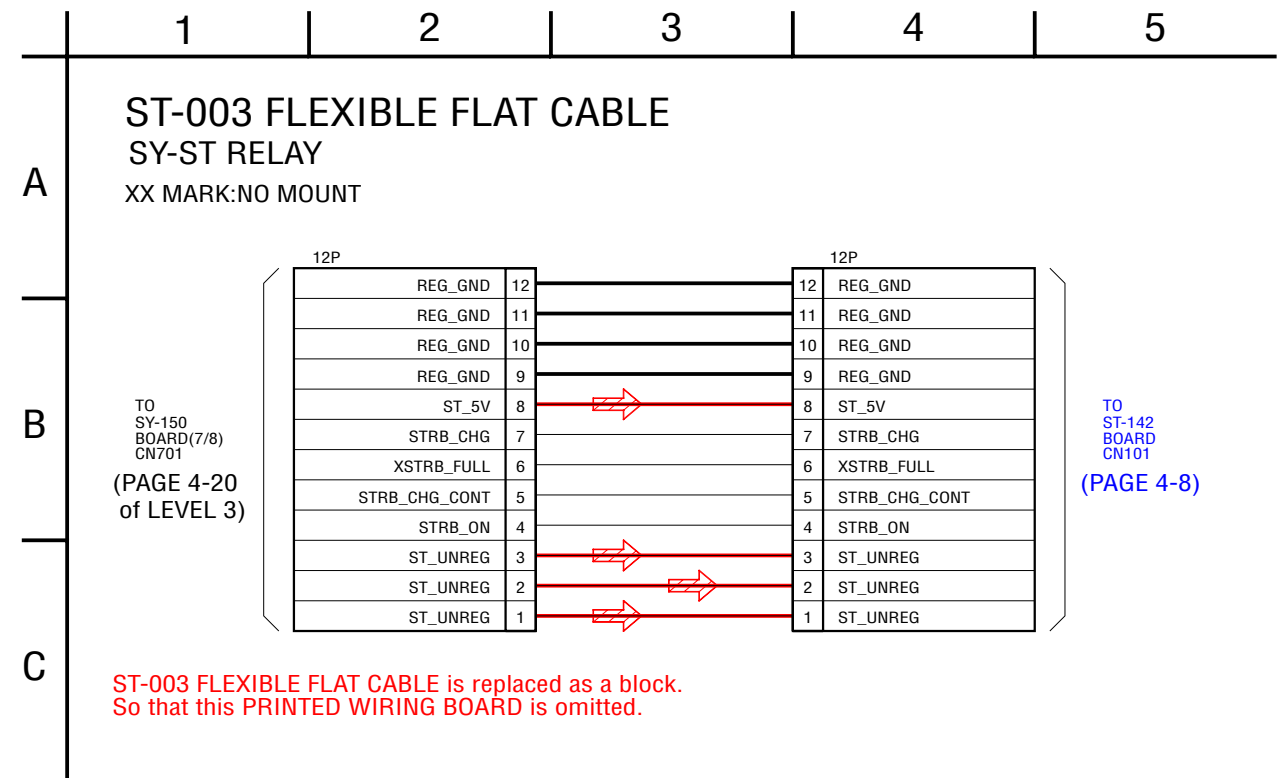 1 2 3 4 5
ST-003 FLEXIBLE FLAT CABLE
SY-ST RELAY
A
XX MARK:NO MOUNT
12P 12P
REG_GND 12 12 REG_GND
REG_GND 11 11 REG_GND
REG_GND 10 10 REG_GND
REG_GND 9 9 REG_GND
ST_5V 8 8 ST_5V
STRB_CHG 7 7 STRB_CHG
XSTRB_FULL 6 6 XSTRB_FULL
STRB_CHG_CONT 5 5 STRB_CHG_CONT
STRB_ON 4 4 STRB_ON
ST_UNREG 3 3 ST_UNREG
ST_UNREG 2 2 ST_UNREG
ST_UNREG 1 1 ST_UNREG
B
TO
SY-150
BOARD(7/8)
CN701
(PAGE 4-20
of LEVEL 3)
TO
ST-142
BOARD
CN101
(PAGE 4-8)
C
ST-003 FLEXIBLE FLAT CABLE is replaced as a block.
So that this PRINTED WIRING BOARD is omitted.